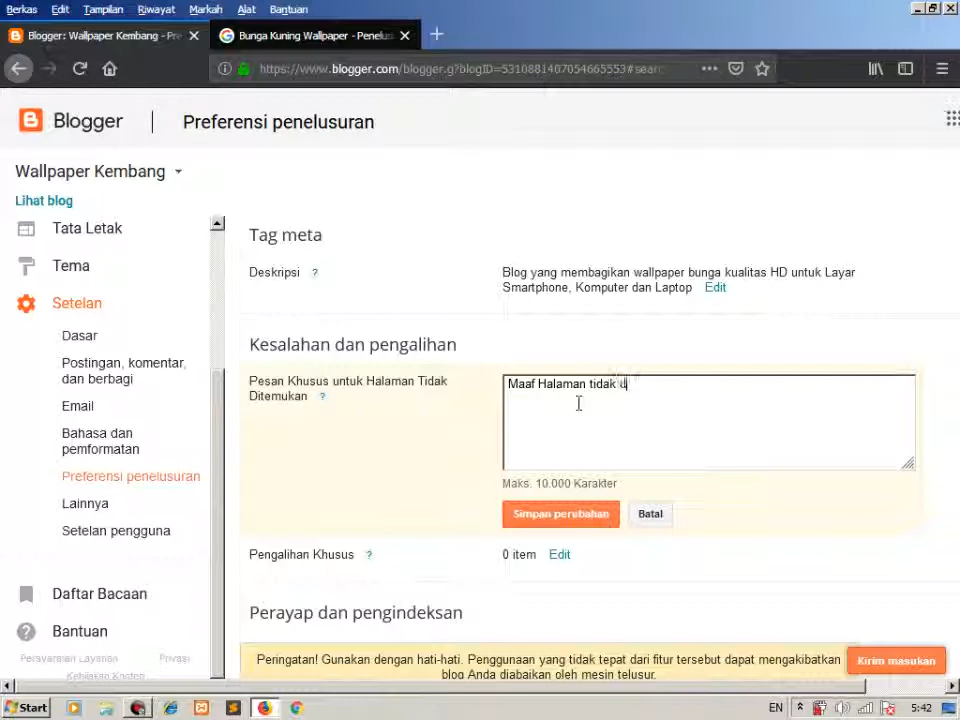 Berkas Edit Tampilan Riwayat Markah Alat Bantuan
Blogger: Wallpaper Kembang - Pre
Bunga Kuning Wallpaper - Penelus
https://www.blogger.com/blogger.g?blogID=5310881407054665553#sear
Blogger
Preferensi penelusuran
Wallpaper Kembang
Lihat blog
Tata Letak
Tema
Setelan
Dasar
Postingan, komentar,
dan berbagi
Email
Bahasa dan
pemformatan
Preferensi penelusuran
Lainnya
Setelan pengguna
Daftar Bacaan
Bantuan
Persyaratan Layanan
Privasi
Kebijakan Konten
Tag meta
Deskripsi ?
Blog yang membagikan wallpaper bunga kualitas HD untuk Layar
Smartphone, Komputer dan Laptop Edit
Kesalahan dan pengalihan
Pesan Khusus untuk Halaman Tidak
Ditemukan ?
Maaf Halaman tidak
Maks. 10.000 Karakter
Simpan perubahan
Batal
Pengalihan Khusus ?
0 item Edit
Perayap dan pengindeksan
Peringatan! Gunakan dengan hati-hati. Penggunaan yang tidak tepat dari fitur tersebut dapat mengakibatkan
blog Anda diabaikan oleh mesin telusur.
Kirim masukan
Start
EN
5:42